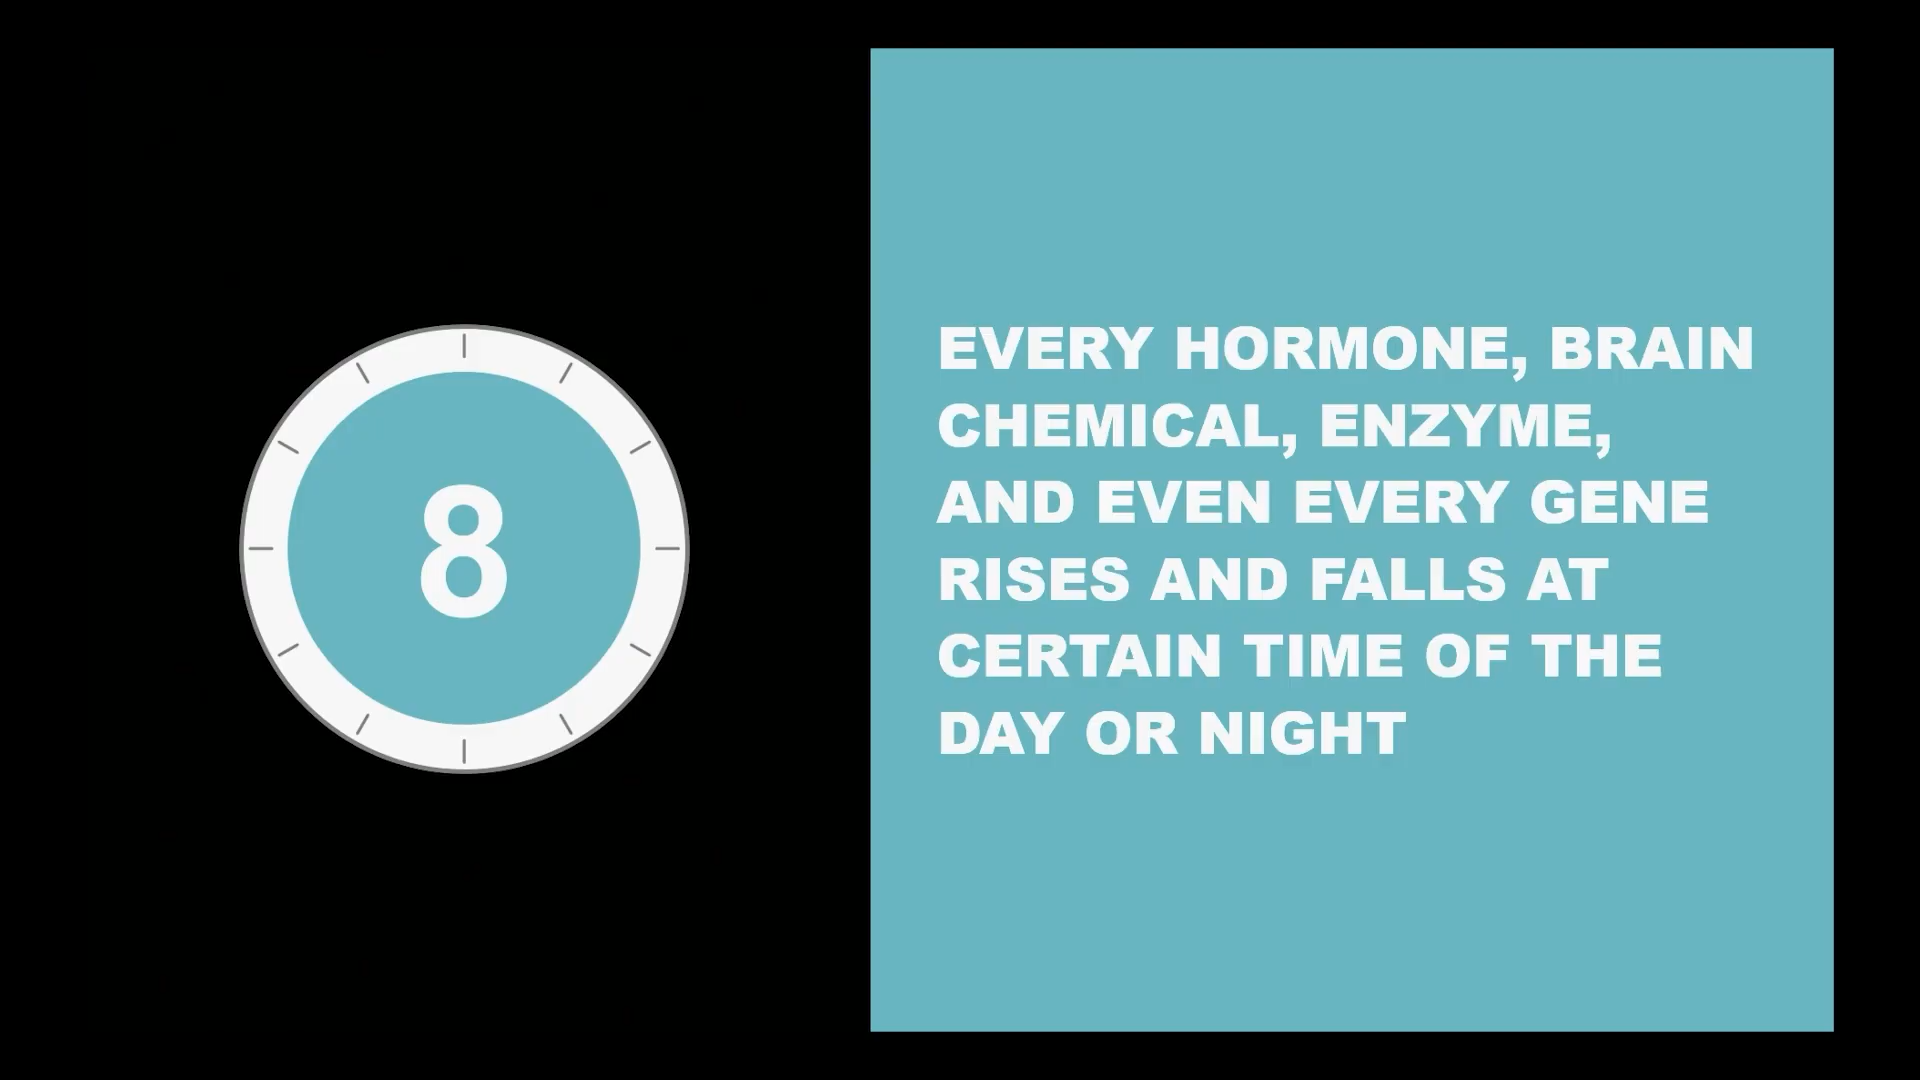 8
EVERY HORMONE, BRAIN
CHEMICAL, ENZYME,
AND EVEN EVERY GENE
RISES AND FALLS AT
CERTAIN TIME OF THE
DAY OR NIGHT